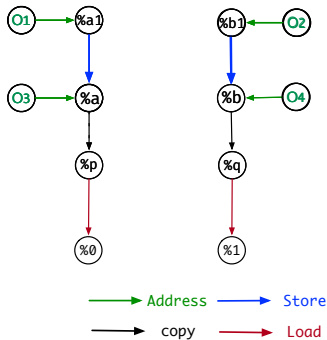 O1 %a1 %b1 O2
O3 %a %b O4
%p %q
%0 %1
Address Store
copy Load